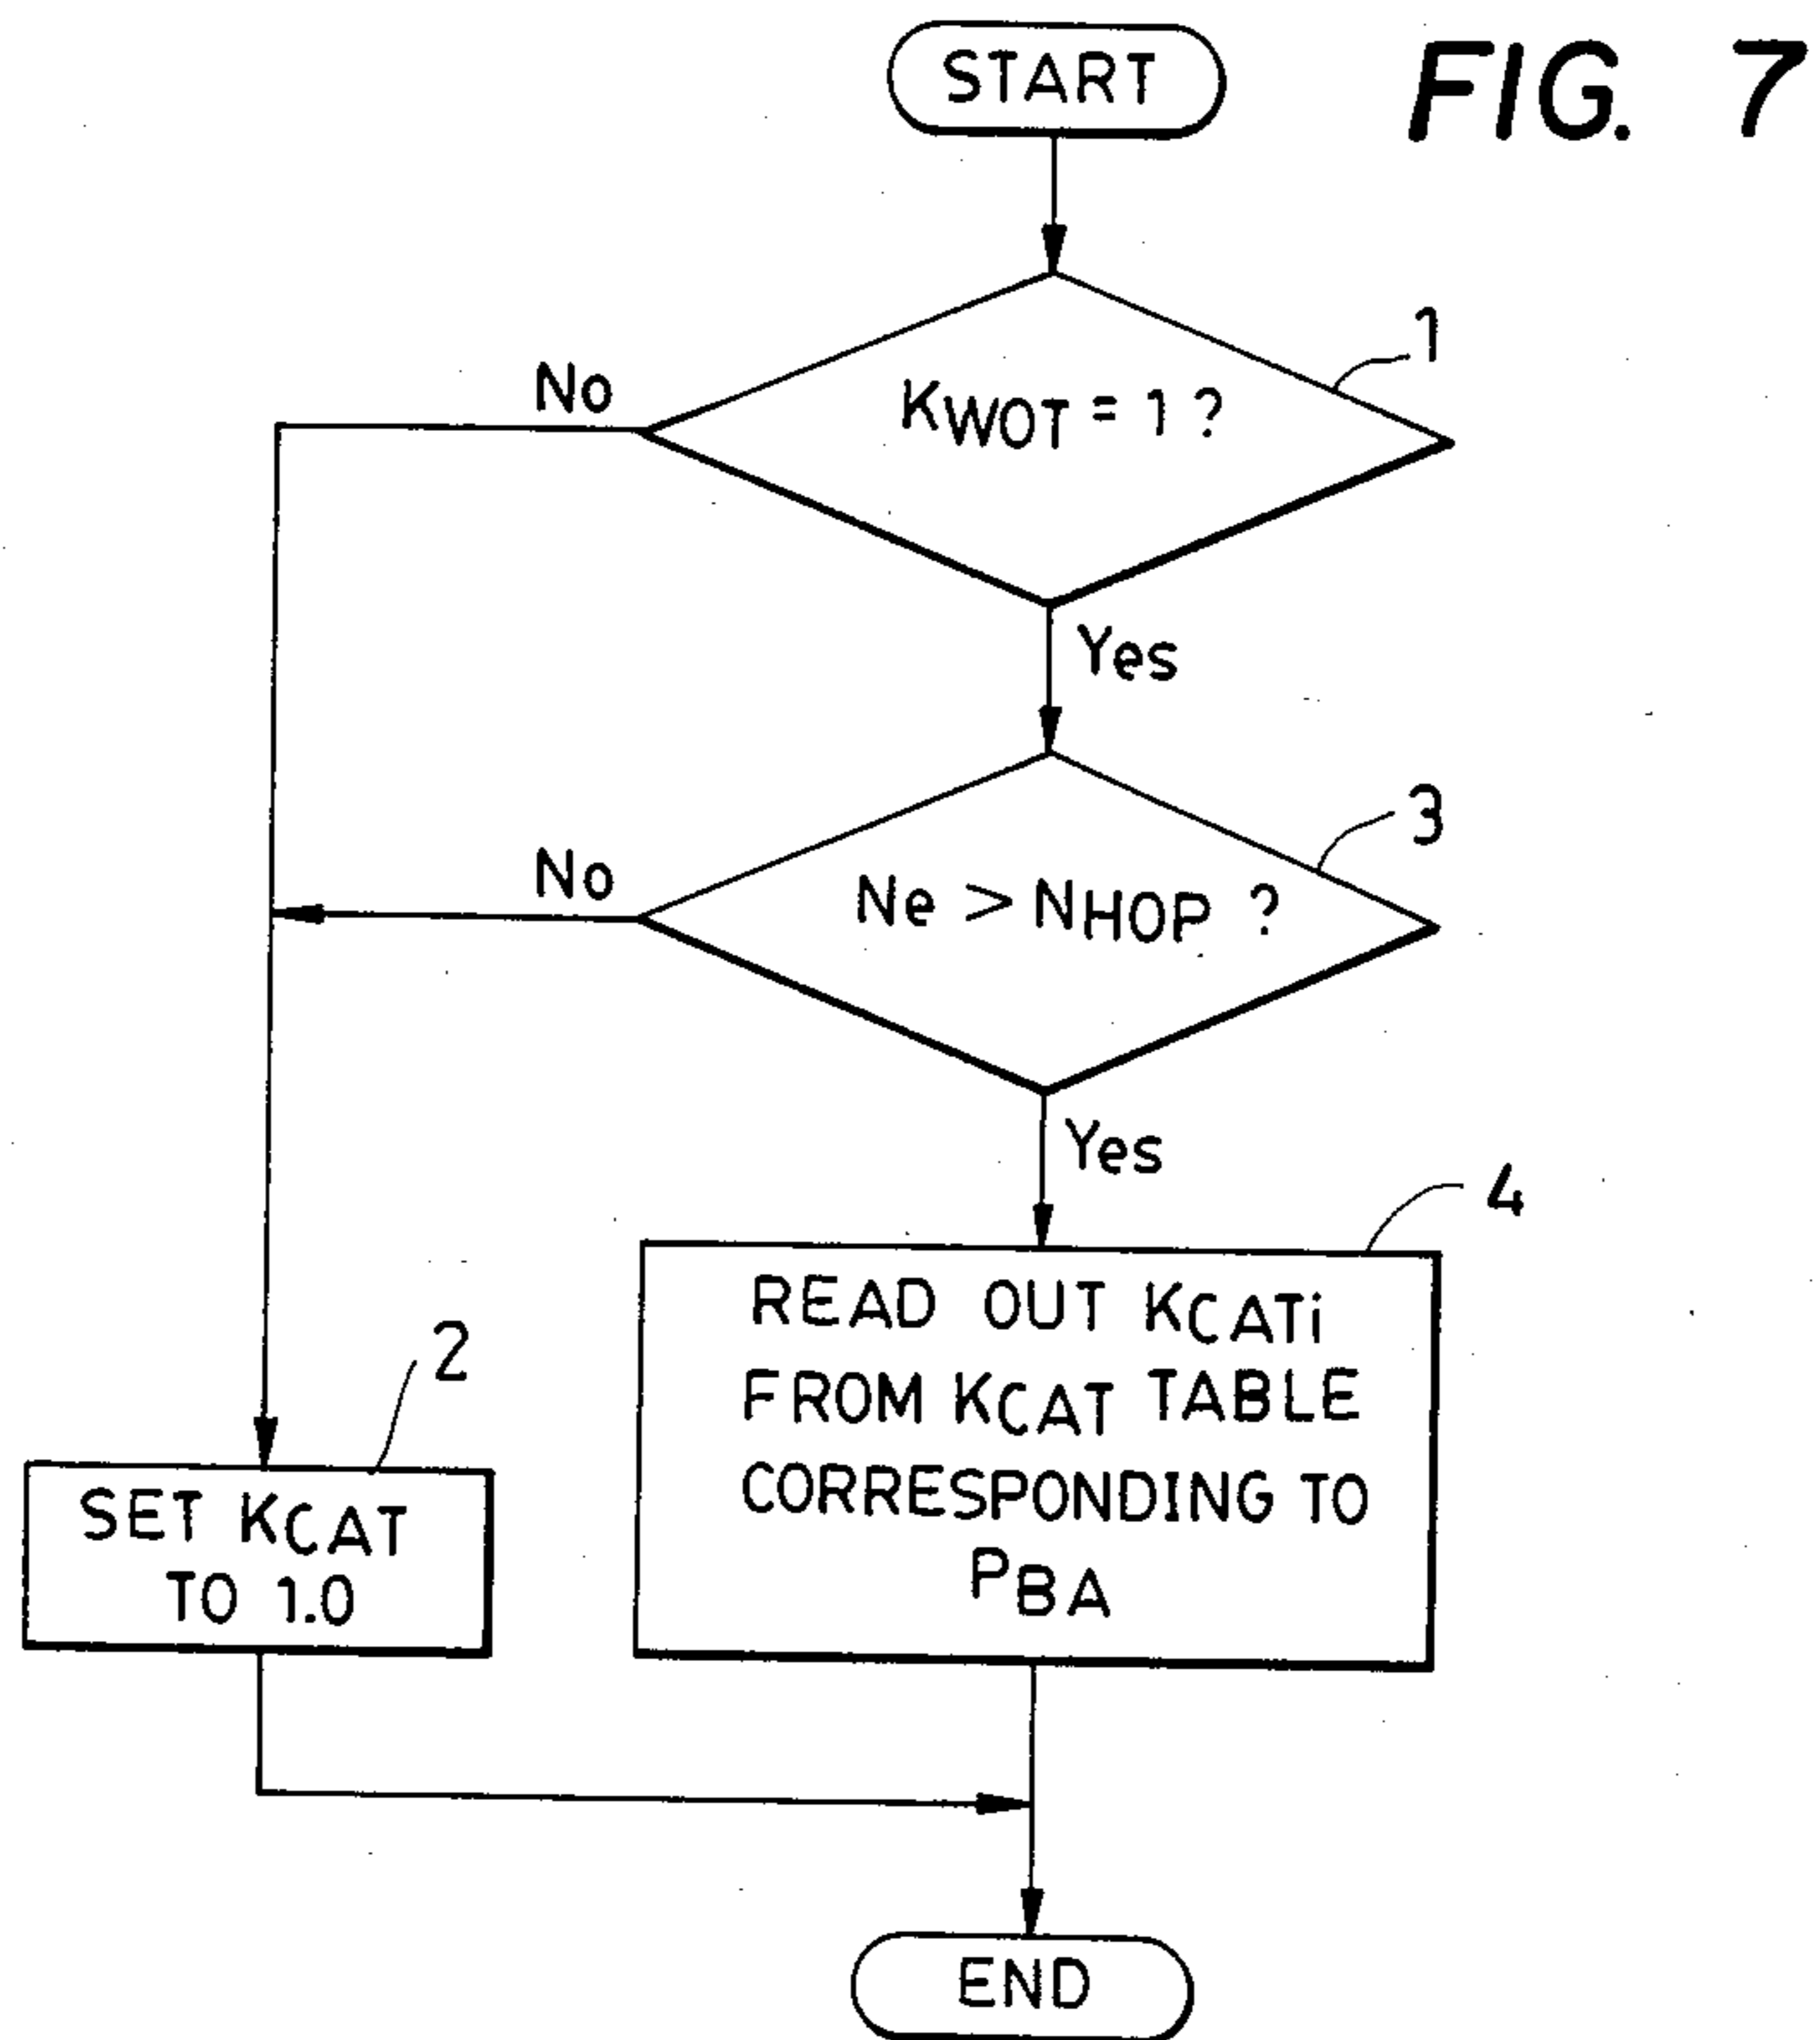 START
FIG. 7
1
No
KWOT = 1 ?
Yes
3
No
Ne > NHOP ?
Yes
4
READ OUT KCATi
FROM KCAT TABLE
CORRESPONDING TO
PBA
2
SET KCAT
TO 1.0
END